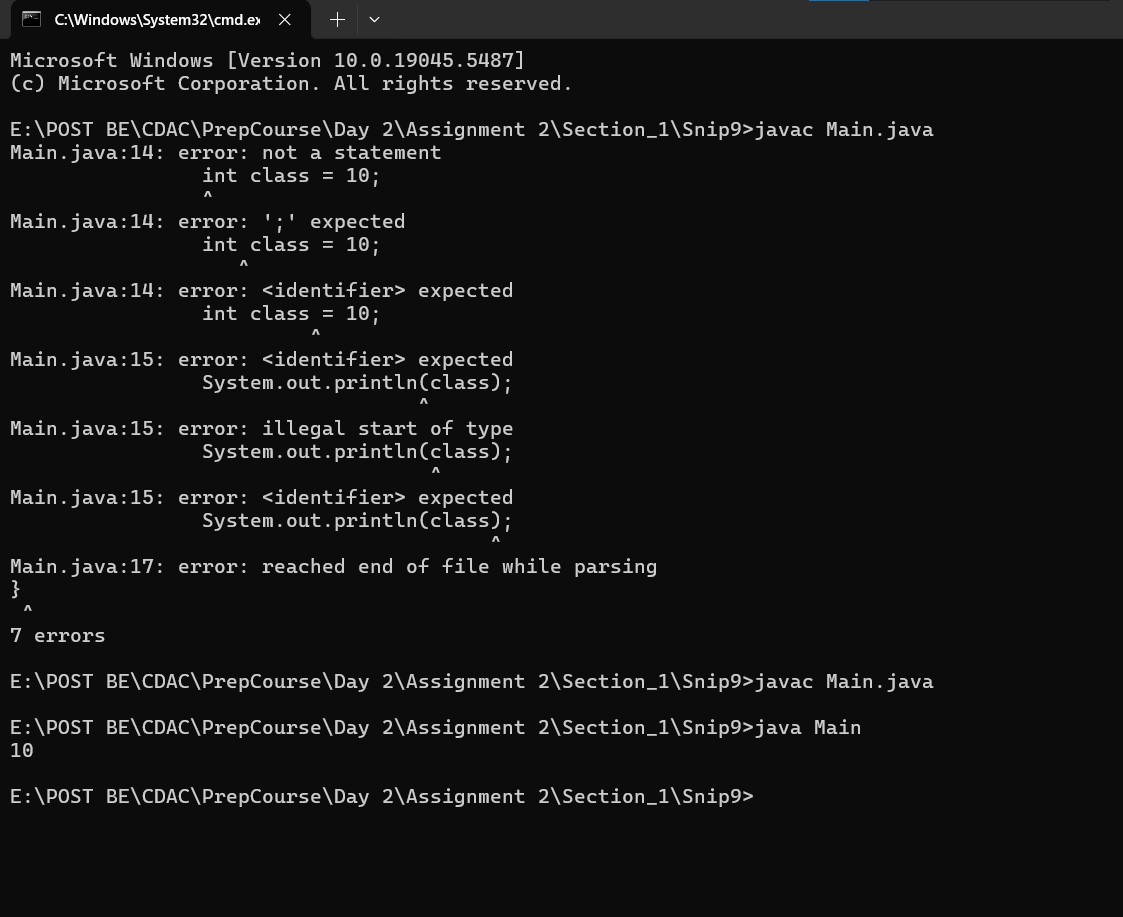 C:\Windows\System32\cmd.ex
Microsoft Windows [Version 10.0.19045.5487]
(c) Microsoft Corporation. All rights reserved.
E:\POST BE\CDAC\PrepCourse\Day 2\Assignment 2\Section_1\Snip9>javac Main.java
Main.java:14: error: not a statement
                int class = 10;
                ^
Main.java:14: error: ';' expected
                int class = 10;
                   ^
Main.java:14: error: <identifier> expected
                int class = 10;
                         ^
Main.java:15: error: <identifier> expected
                System.out.println(class);
                                  ^
Main.java:15: error: illegal start of type
                System.out.println(class);
                                   ^
Main.java:15: error: <identifier> expected
                System.out.println(class);
                                        ^
Main.java:17: error: reached end of file while parsing
}
 ^
7 errors
E:\POST BE\CDAC\PrepCourse\Day 2\Assignment 2\Section_1\Snip9>javac Main.java
E:\POST BE\CDAC\PrepCourse\Day 2\Assignment 2\Section_1\Snip9>java Main
10
E:\POST BE\CDAC\PrepCourse\Day 2\Assignment 2\Section_1\Snip9>